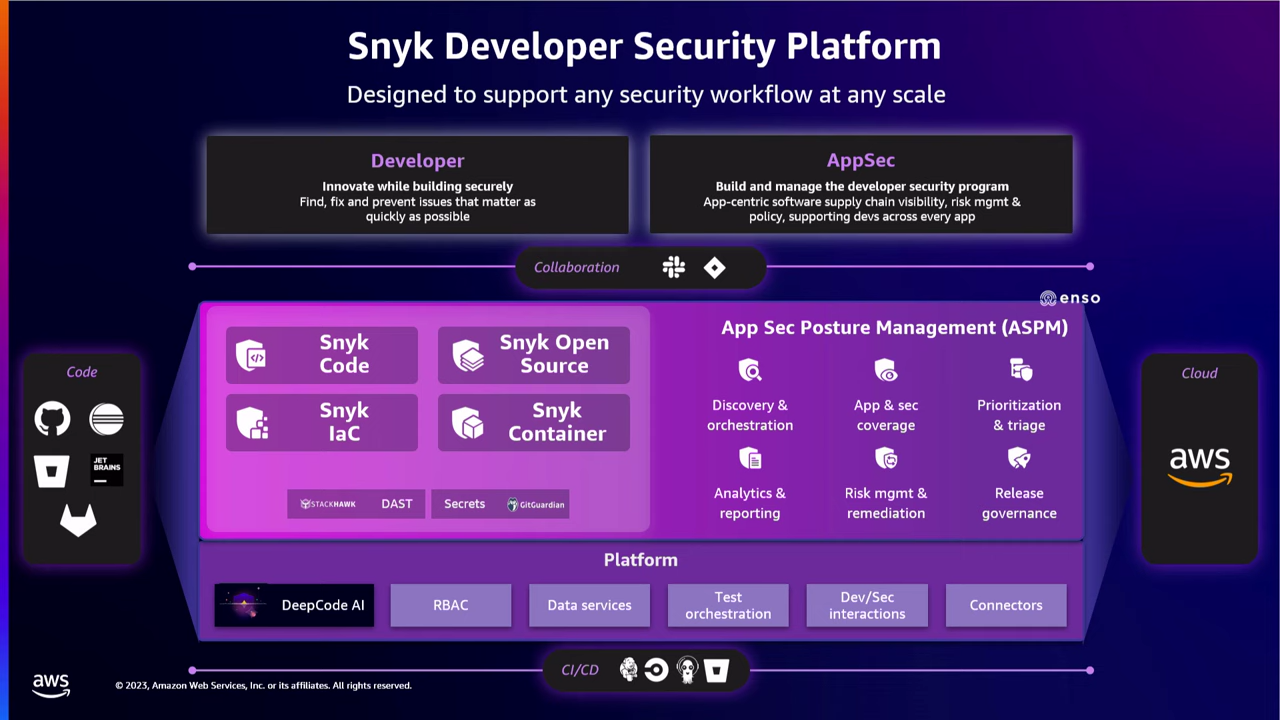 Snyk Developer Security Platform
Designed to support any security workflow at any scale
Developer
Innovate while building securely
Find, fix and prevent issues that matter as
quickly as possible
AppSec
Build and manage the developer security program
App-centric software supply chain visibility, risk mgmt &
policy, supporting devs across every app
Collaboration
enso
Code
JET
BRAINS
Snyk
Code
Snyk Open
Source
Snyk
IaC
Snyk
Container
STACKHAWK DAST
Secrets GitGuardian
App Sec Posture Management (ASPM)
Discovery &
orchestration
App & sec
coverage
Prioritization
& triage
Analytics &
reporting
Risk mgmt &
remediation
Release
governance
Cloud
aws
Platform
DeepCode AI
RBAC
Data services
Test
orchestration
Dev/Sec
interactions
Connectors
CI/CD
aws
© 2023, Amazon Web Services, Inc. or its affiliates. All rights reserved.